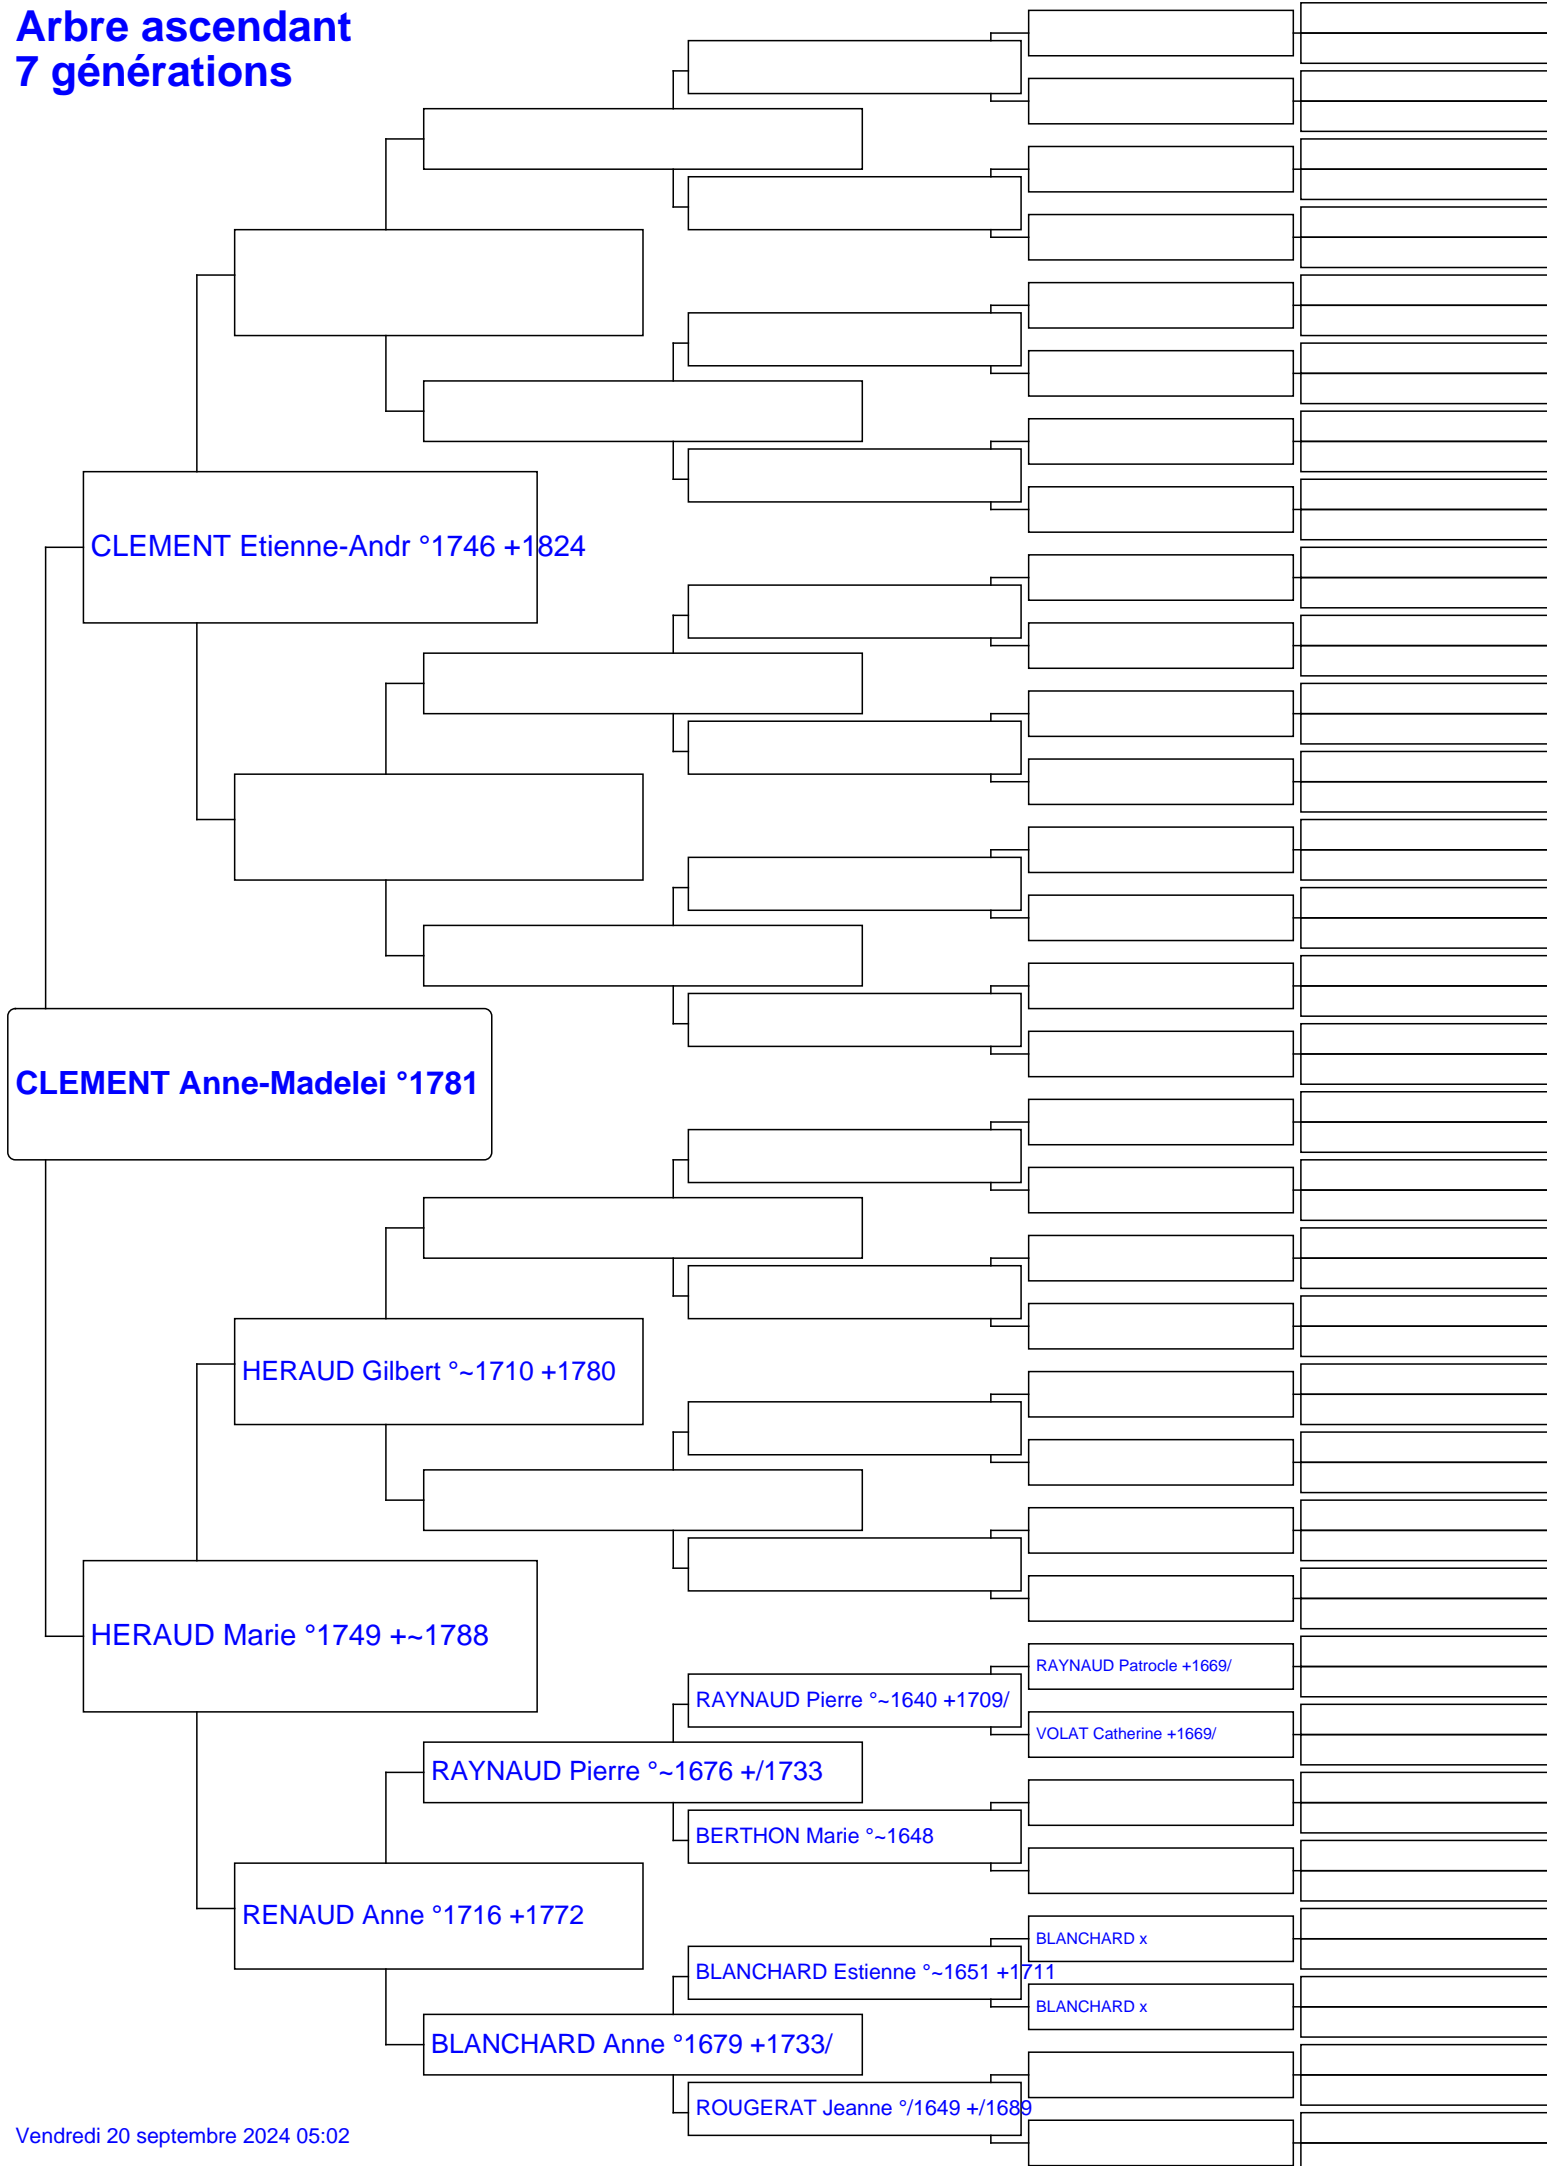 Arbre ascendant
7 générations
CLEMENT Etienne-Andr °1746 +1824
CLEMENT Anne-Madelei °1781
HERAUD Gilbert °~1710 +1780
HERAUD Marie °1749 +~1788
RAYNAUD Patrocle +1669/
RAYNAUD Pierre °~1640 +1709/
VOLAT Catherine +1669/
RAYNAUD Pierre °~1676 +/1733
BERTHON Marie °~1648
RENAUD Anne °1716 +1772
BLANCHARD x
BLANCHARD Estienne °~1651 +1711
BLANCHARD x
BLANCHARD Anne °1679 +1733/
ROUGERAT Jeanne °/1649 +/1689
Vendredi 20 septembre 2024 05:02